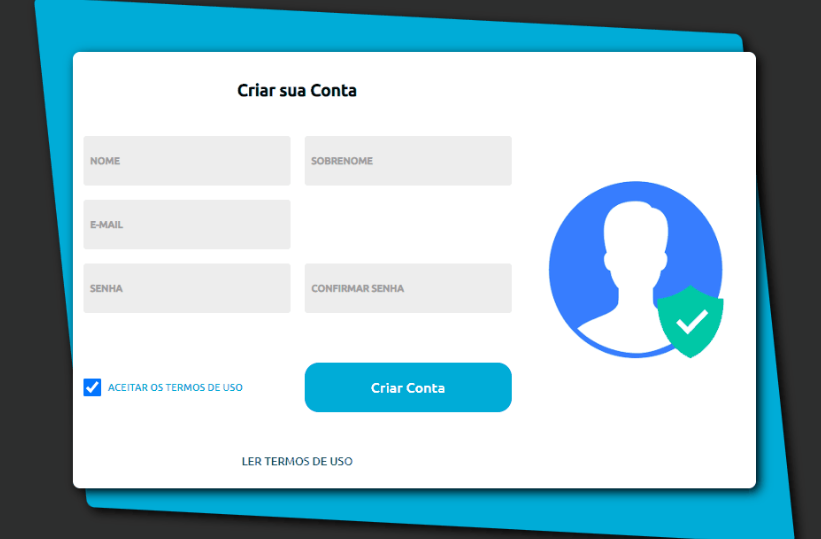 Criar sua Conta
NOME
SOBRENOME
E-MAIL
SENHA
CONFIRMAR SENHA
ACEITAR OS TERMOS DE USO
Criar Conta
LER TERMOS DE USO